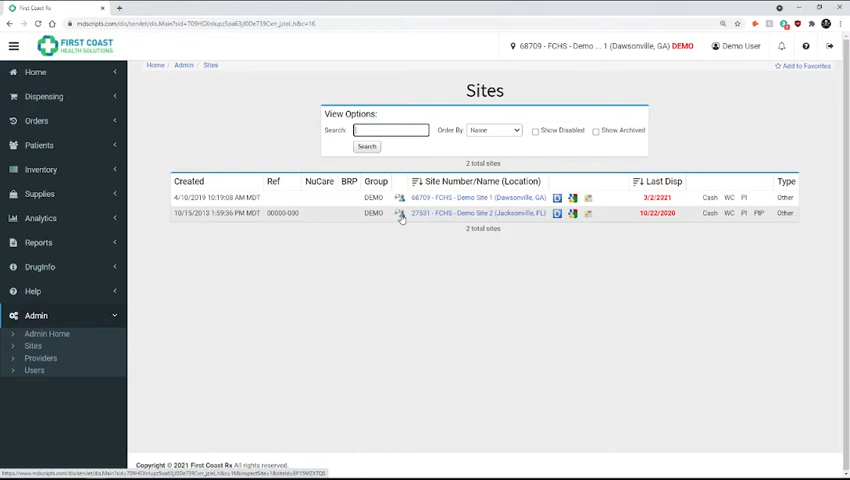 First Coast Rx
FIRST COAST
HEALTH SOLUTIONS
68709 - FCHS - Demo ... 1 (Dawsonville, GA) DEMO
Demo User
Home
Dispensing
Orders
Patients
Inventory
Supplies
Analytics
Reports
DrugInfo
Help
Admin
Admin Home
Sites
Providers
Users
Home / Admin / Sites
Add to Favorites
Sites
View Options:
Search:
Order By
Name
Show Disabled
Show Archived
Search
2 total sites
Created Ref NuCare BRP Group Site Number/Name (Location) Last Disp Type
4/10/2019 10:19:08 AM MDT DEMO 68709 - FCHS - Demo Site 1 (Dawsonville, GA) D 3/2/2021 Cash WC PI Other
10/15/2013 1:59:36 PM MDT 00000-000 DEMO 27531 - FCHS - Demo Site 2 (Jacksonville, FL) D 10/22/2020 Cash WC PI PIP Other
2 total sites
Copyright © 2021 First Coast Rx All rights reserved.